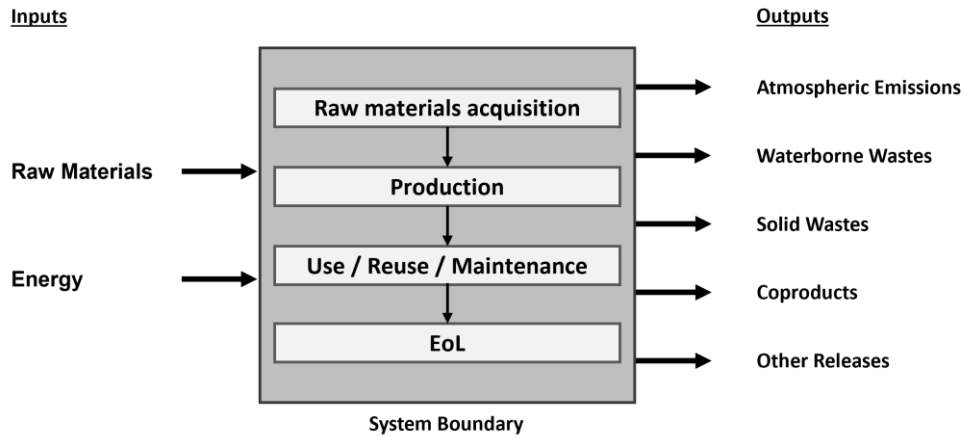 Inputs
Outputs
Raw materials acquisition
Production
Use / Reuse / Maintenance
EoL
Raw Materials
Energy
Atmospheric Emissions
Waterborne Wastes
Solid Wastes
Coproducts
Other Releases
System Boundary